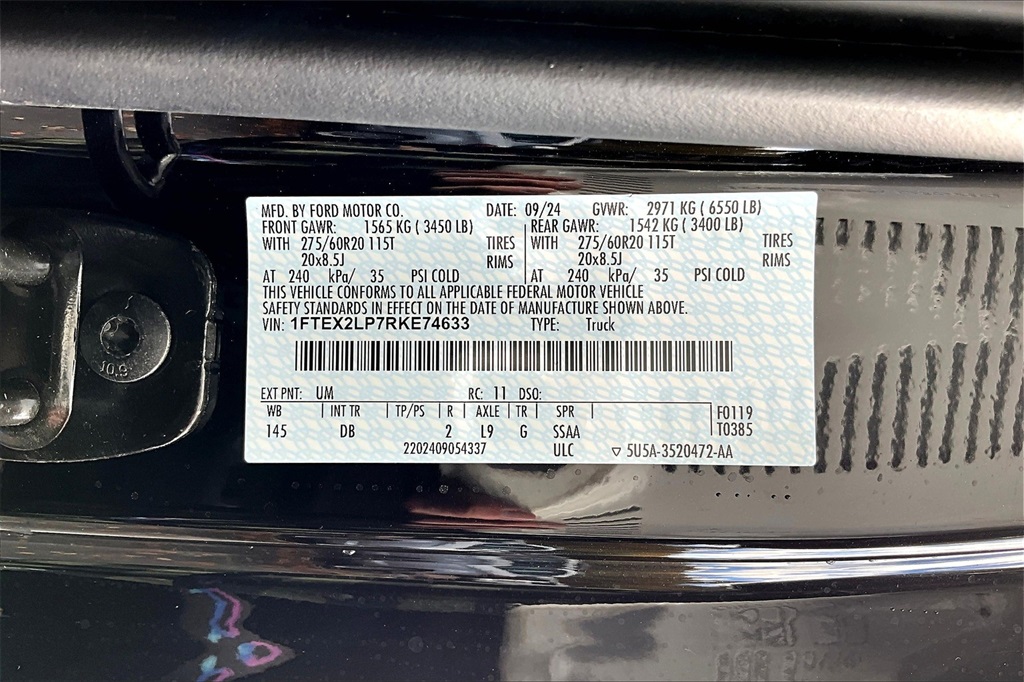 MFD. BY FORD MOTOR CO. DATE: 09/24 GVWR: 2971 KG ( 6550 LB)
FRONT GAWR: 1565 KG ( 3450 LB) REAR GAWR: 1542 KG ( 3400 LB)
WITH 275/60R20 115T TIRES WITH 275/60R20 115T TIRES
20x8.5J RIMS 20x8.5J RIMS
AT 240 kPa/ 35 PSI COLD AT 240 kPa/ 35 PSI COLD
THIS VEHICLE CONFORMS TO ALL APPLICABLE FEDERAL MOTOR VEHICLE
SAFETY STANDARDS IN EFFECT ON THE DATE OF MANUFACTURE SHOWN ABOVE.
VIN: 1FTEX2LP7RKE74633 TYPE: Truck
EXT PNT: UM RC: 11 DSO:
WB | INT TR | TP/PS | R | AXLE | TR | SPR | F0119
145 DB 2 L9 G SSAA T0385
2202409054337 ULC ▽ 5U5A-3520472-AA